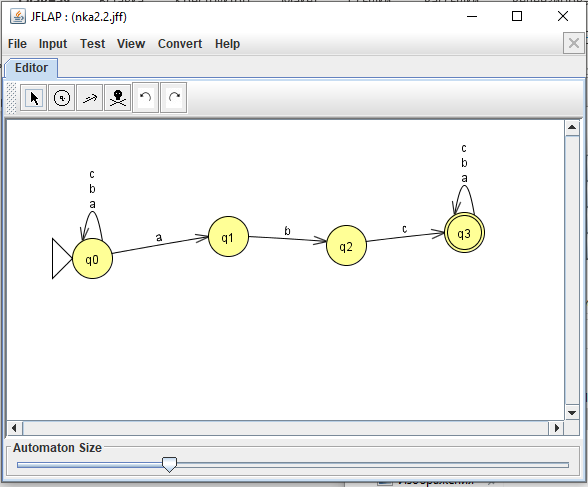 JFLAP : (nka2.2.jff)
File Input Test View Convert Help
Editor
c
b
a
c
b
a
a
b
c
q0
q1
q2
q3
Automaton Size